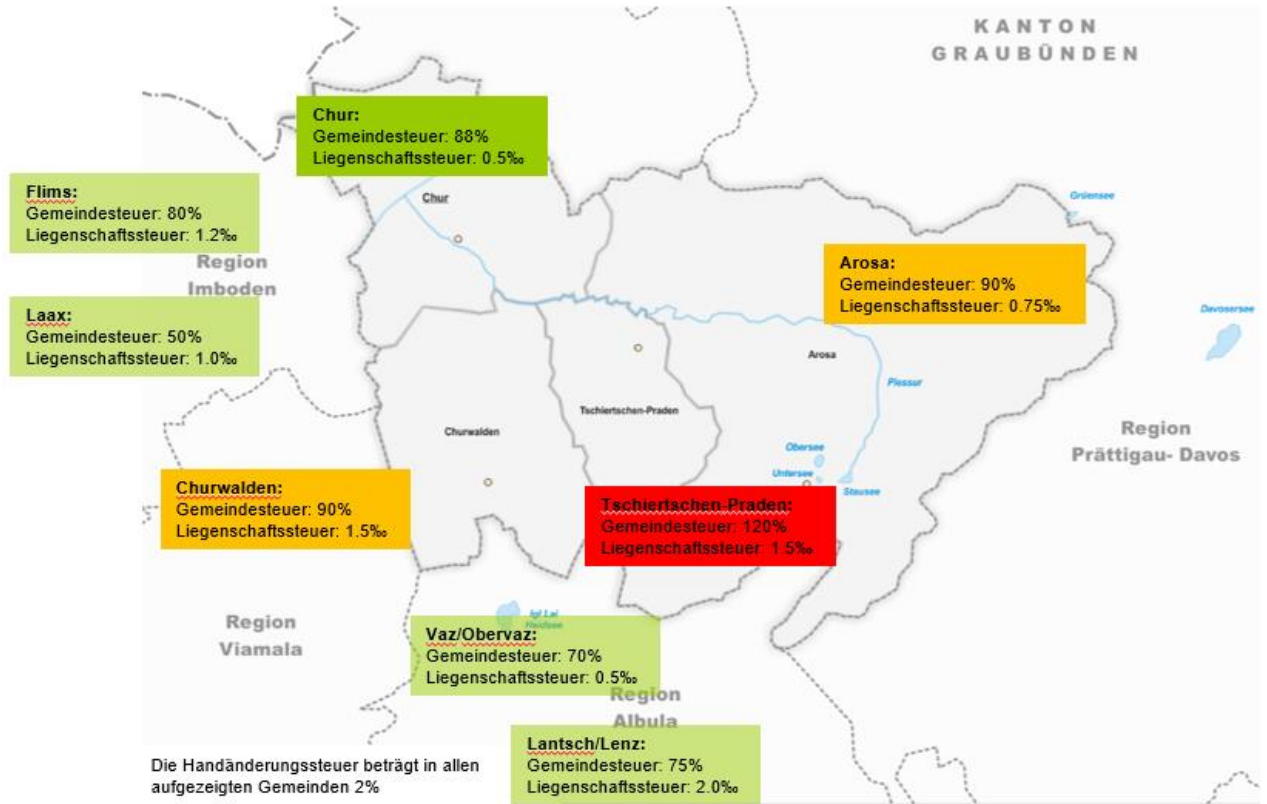 KANTON
GRAUBÜNDEN
Chur:
Gemeindesteuer: 88%
Liegenschaftssteuer: 0.5‰
Flims:
Gemeindesteuer: 80%
Liegenschaftssteuer: 1.2‰
Chur
Grüensee
Region
Imboden
Arosa:
Gemeindesteuer: 90%
Liegenschaftssteuer: 0.75‰
Laax:
Gemeindesteuer: 50%
Liegenschaftssteuer: 1.0‰
Davosersee
Arosa
Plessur
Tschiertschen-Praden
Churwalden
Region
Prättigau- Davos
Obersee
Untersee
Stausee
Churwalden:
Gemeindesteuer: 90%
Liegenschaftssteuer: 1.5‰
Tschiertschen-Praden:
Gemeindesteuer: 120%
Liegenschaftssteuer: 1.5‰
Igl Lai
Heidsee
Region
Viamala
Vaz/Obervaz:
Gemeindesteuer: 70%
Liegenschaftssteuer: 0.5‰
Region
Albula
Lantsch/Lenz:
Gemeindesteuer: 75%
Liegenschaftssteuer: 2.0‰
Die Handänderungssteuer beträgt in allen
aufgezeigten Gemeinden 2%